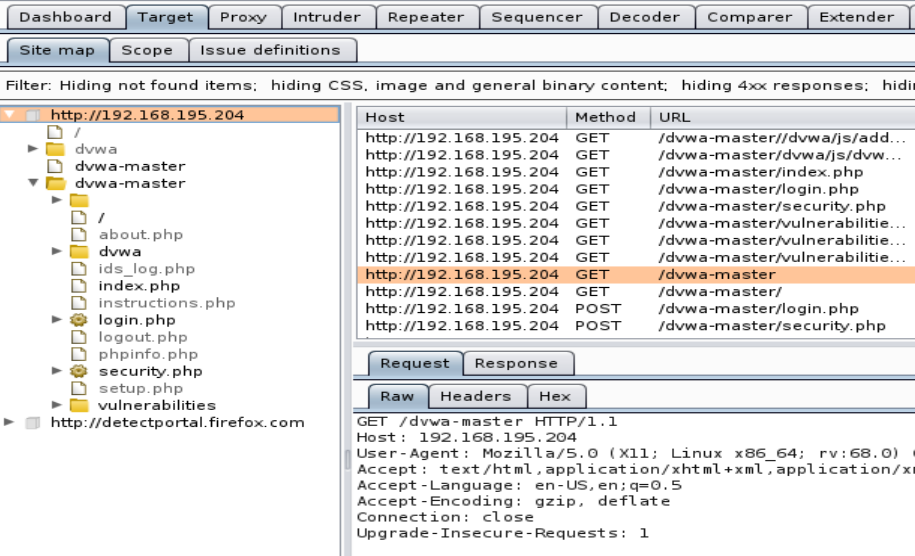 Dashboard Target Proxy Intruder Repeater Sequencer Decoder Comparer Extender
Site map Scope Issue definitions
Filter: Hiding not found items; hiding CSS, image and general binary content; hiding 4xx responses;
http://192.168.195.204
/
dvwa
dvwa-master
dvwa-master
/
about.php
dvwa
ids_log.php
index.php
instructions.php
login.php
logout.php
phpinfo.php
security.php
setup.php
vulnerabilities
http://detectportal.firefox.com
Host Method URL
http://192.168.195.204 GET /dvwa-master//dvwa/js/add...
http://192.168.195.204 GET /dvwa-master/dvwa/js/dvw...
http://192.168.195.204 GET /dvwa-master/index.php
http://192.168.195.204 GET /dvwa-master/login.php
http://192.168.195.204 GET /dvwa-master/security.php
http://192.168.195.204 GET /dvwa-master/vulnerabilitie...
http://192.168.195.204 GET /dvwa-master/vulnerabilitie...
http://192.168.195.204 GET /dvwa-master/vulnerabilitie...
http://192.168.195.204 GET /dvwa-master
http://192.168.195.204 GET /dvwa-master/
http://192.168.195.204 POST /dvwa-master/login.php
http://192.168.195.204 POST /dvwa-master/security.php
Request Response
Raw Headers Hex
GET /dvwa-master HTTP/1.1
Host: 192.168.195.204
User-Agent: Mozilla/5.0 (X11; Linux x86_64; rv:68.0)
Accept: text/html,application/xhtml+xml,application/x
Accept-Language: en-US,en;q=0.5
Accept-Encoding: gzip, deflate
Connection: close
Upgrade-Insecure-Requests: 1